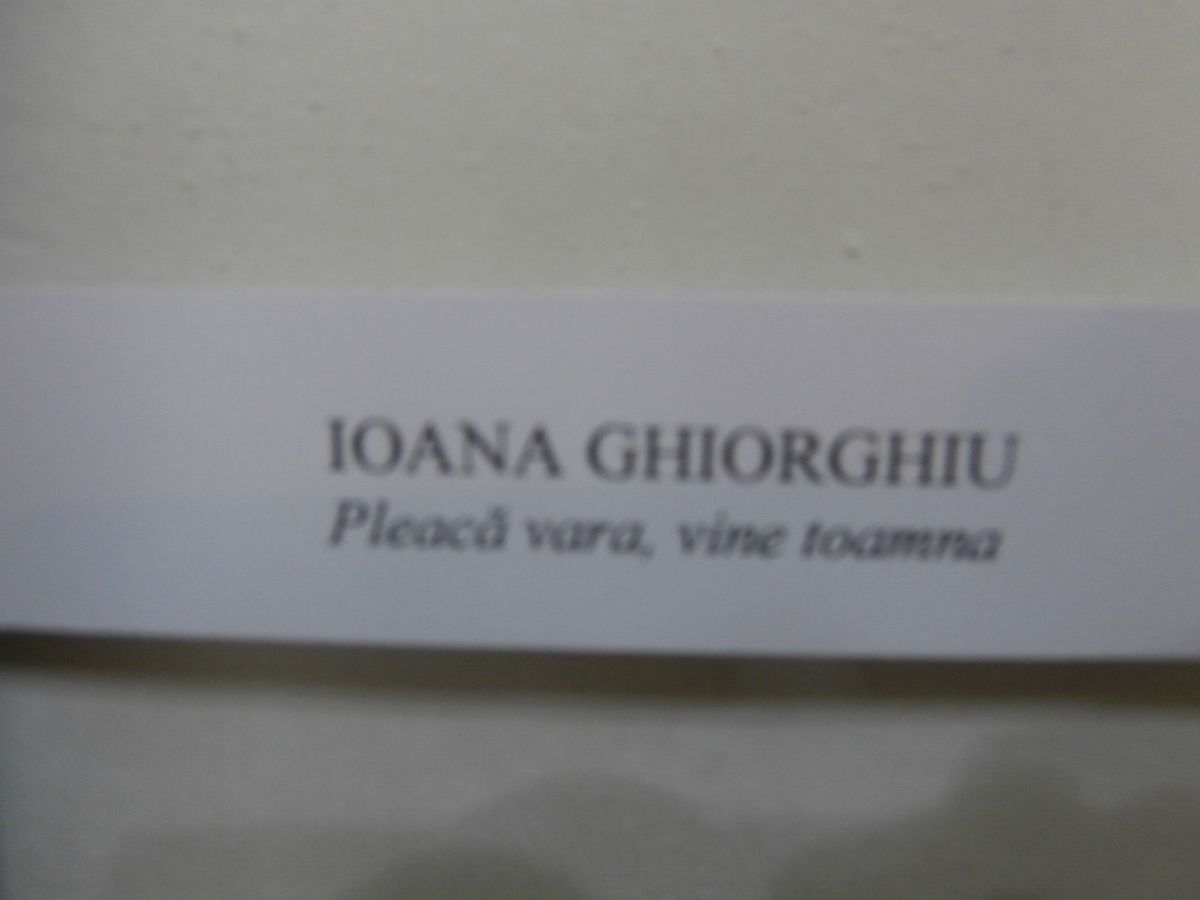 IOANA GHIORGHIU
Pleacă vara, vine toamna